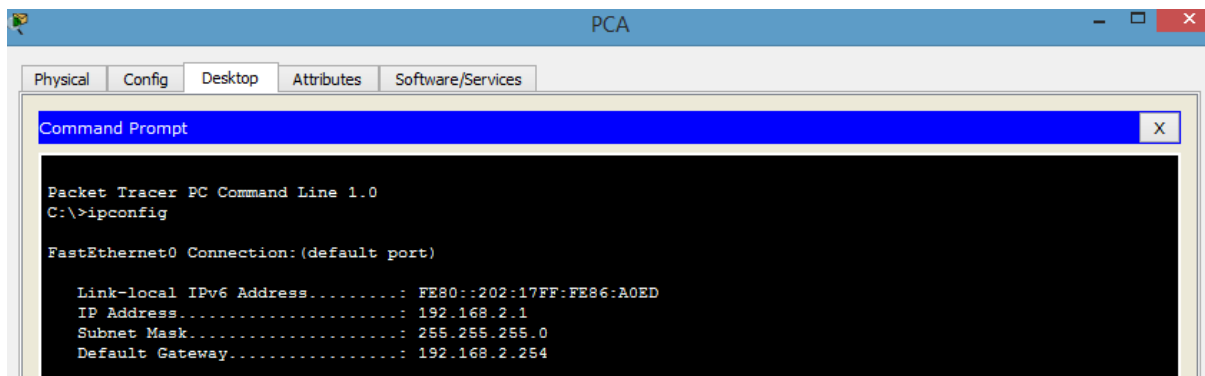 PCA
Physical Config Desktop Attributes Software/Services
Command Prompt X
Packet Tracer PC Command Line 1.0
C:\>ipconfig
FastEthernet0 Connection:(default port)
Link-local IPv6 Address.........: FE80::202:17FF:FE86:A0ED
IP Address......................: 192.168.2.1
Subnet Mask.....................: 255.255.255.0
Default Gateway.................: 192.168.2.254